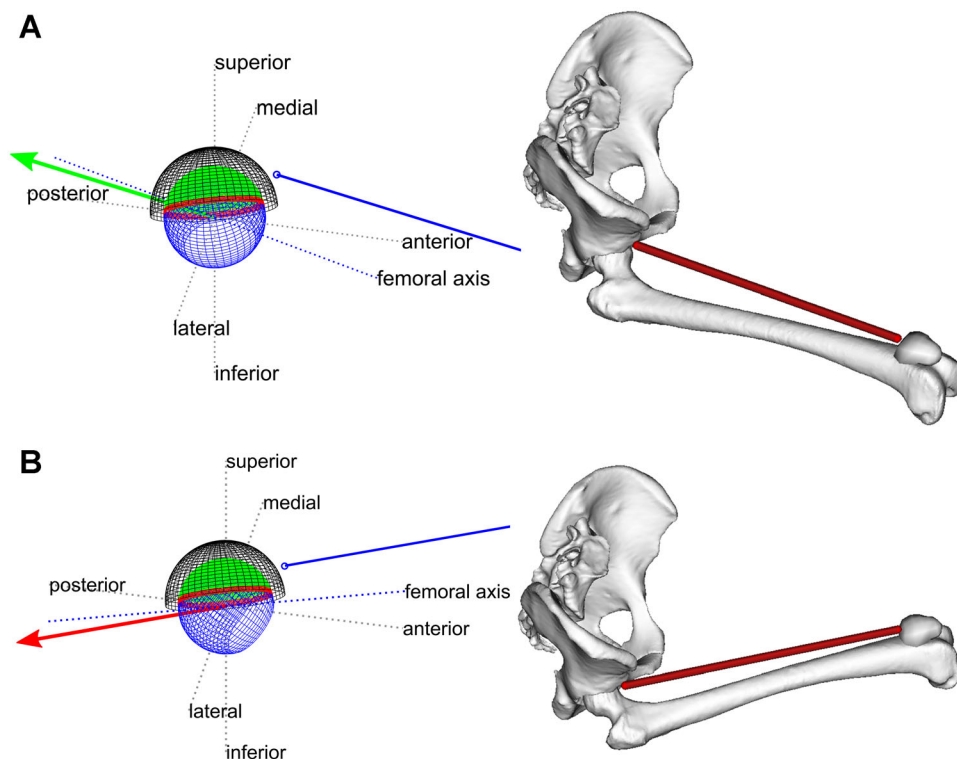 A
superior
medial
posterior
anterior
femoral axis
lateral
inferior
B
superior
medial
posterior
femoral axis
anterior
lateral
inferior